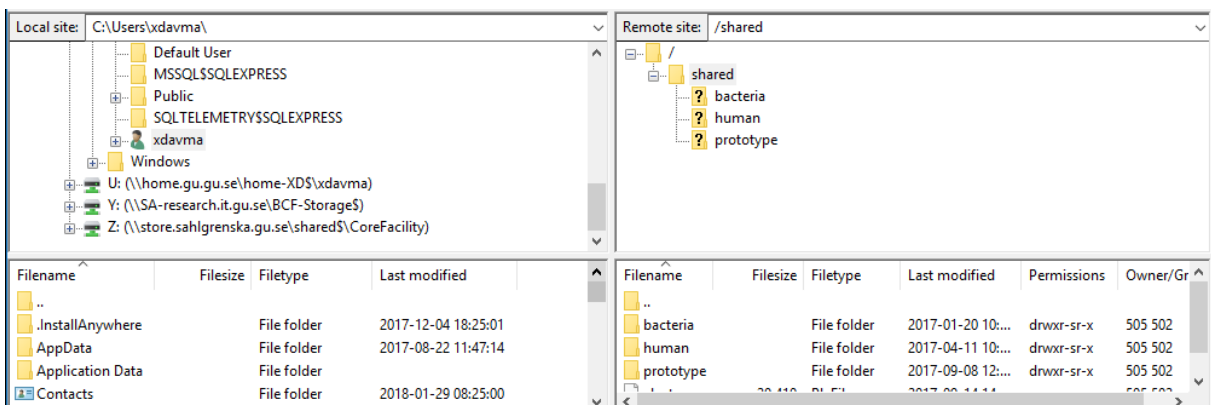 Local site: C:\Users\xdavma\
Default User
MSSQL$SQLEXPRESS
Public
SQLTELEMETRY$SQLEXPRESS
xdavma
Windows
U: (\\home.gu.gu.se\home-XD$\xdavma)
Y: (\\SA-research.it.gu.se\BCF-Storage$)
Z: (\\store.sahlgrenska.gu.se\shared$\CoreFacility)
Remote site: /shared
/
shared
? bacteria
? human
? prototype
Filename Filesize Filetype Last modified
..
.InstallAnywhere File folder 2017-12-04 18:25:01
AppData File folder 2017-08-22 11:47:14
Application Data File folder
Contacts File folder 2018-01-29 08:25:00
Filename Filesize Filetype Last modified Permissions Owner/Gr
..
bacteria File folder 2017-01-20 10:... drwxr-sr-x 505 502
human File folder 2017-04-11 10:... drwxr-sr-x 505 502
prototype File folder 2017-09-08 12:... drwxr-sr-x 505 502